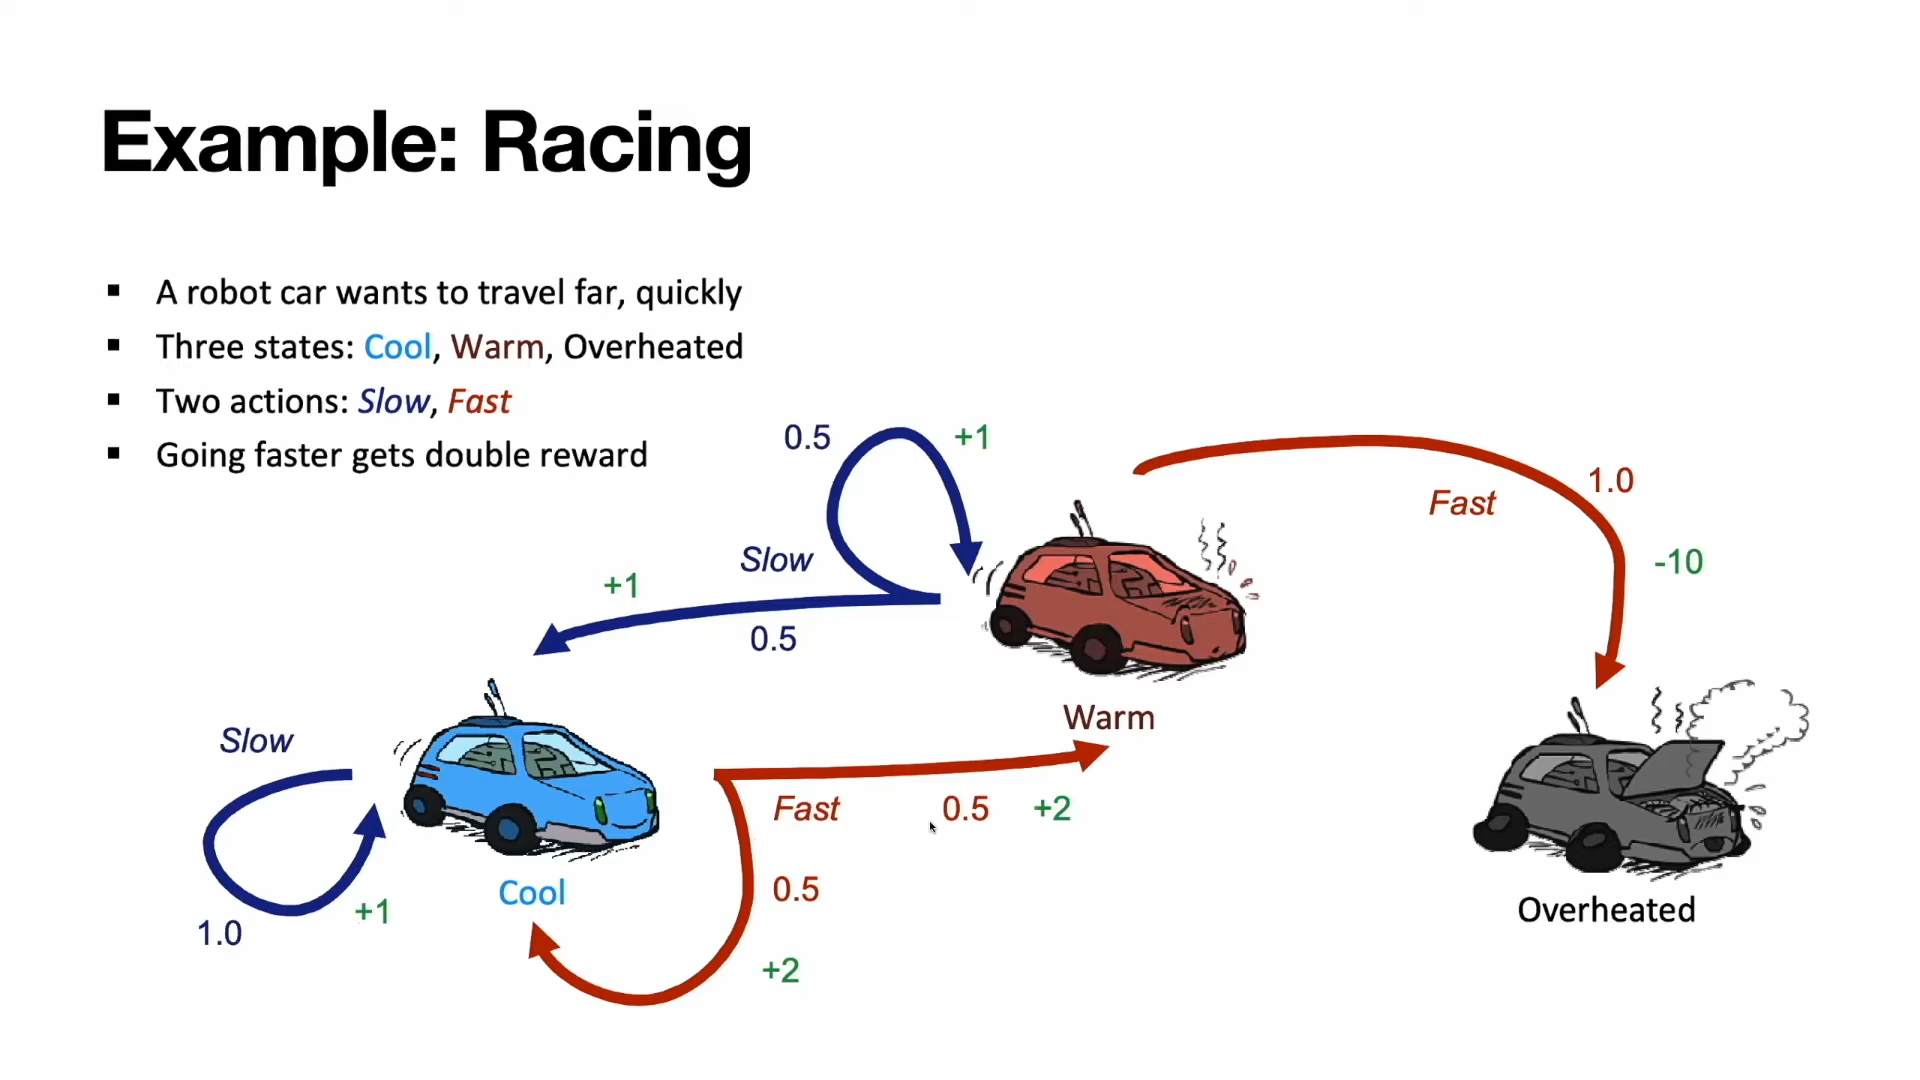 Example: Racing
▪ A robot car wants to travel far, quickly
▪ Three states: Cool, Warm, Overheated
▪ Two actions: Slow, Fast
▪ Going faster gets double reward
0.5
+1
1.0
Fast
-10
Slow
+1
0.5
Warm
Slow
Fast
0.5
+2
Cool
0.5
+1
1.0
Overheated
+2